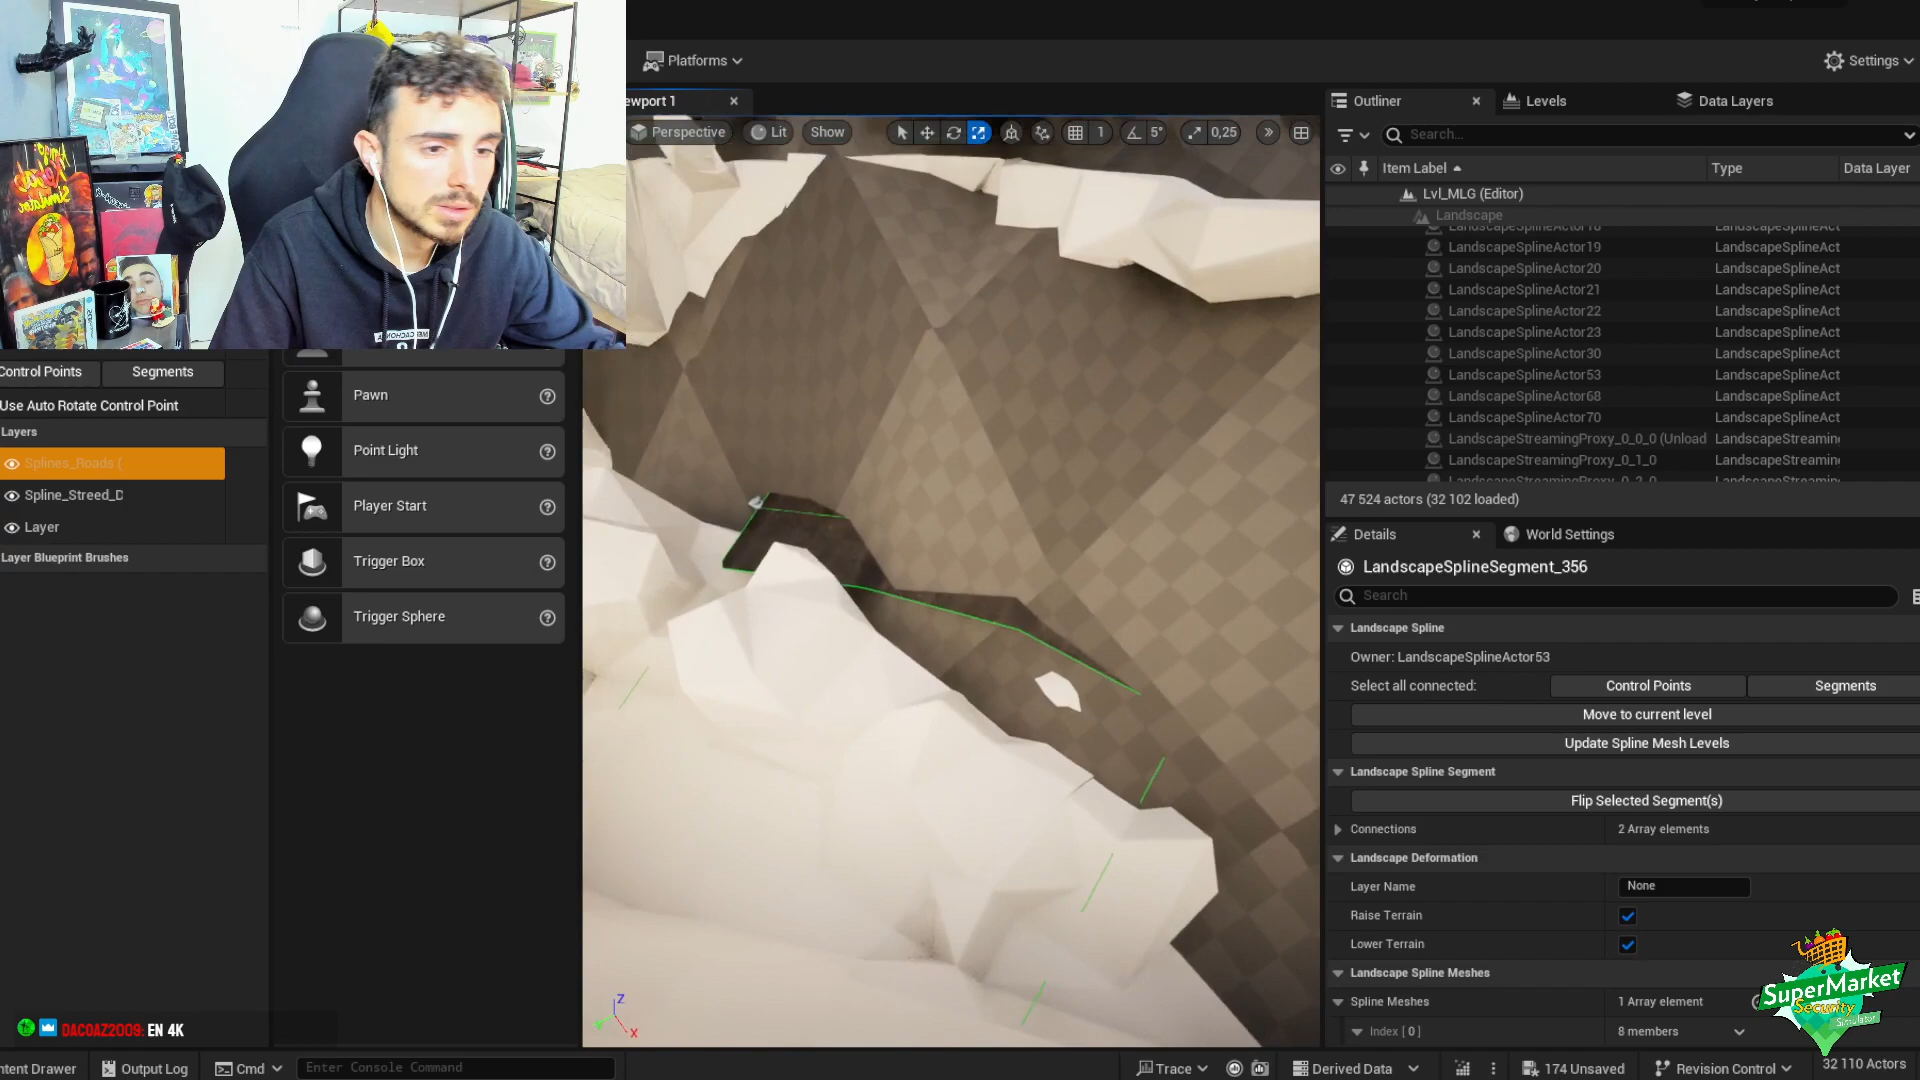 Platforms
Settings
ewport 1
Outliner
Levels
Data Layers
Perspective
Lit
Show
1
5°
0,25
Search...
Item Label
Type
Data Layer
Lvl_MLG (Editor)
Landscape
LandscapeSplineActor18
LandscapeSplineAct
LandscapeSplineActor19
LandscapeSplineAct
LandscapeSplineActor20
LandscapeSplineAct
LandscapeSplineActor21
LandscapeSplineAct
LandscapeSplineActor22
LandscapeSplineAct
LandscapeSplineActor23
LandscapeSplineAct
LandscapeSplineActor30
LandscapeSplineAct
LandscapeSplineActor53
LandscapeSplineAct
LandscapeSplineActor68
LandscapeSplineAct
LandscapeSplineActor70
LandscapeSplineAct
LandscapeStreamingProxy_0_0_0 (Unload
LandscapeStreamin
LandscapeStreamingProxy_0_1_0
LandscapeStreamin
47 524 actors (32 102 loaded)
Control Points
Segments
Use Auto Rotate Control Point
Layers
Splines_Roads (
Spline_Streed_D
Layer
Layer Blueprint Brushes
Pawn
Point Light
Player Start
Trigger Box
Trigger Sphere
Details
World Settings
LandscapeSplineSegment_356
Search
Landscape Spline
Owner: LandscapeSplineActor53
Select all connected:
Control Points
Segments
Move to current level
Update Spline Mesh Levels
Landscape Spline Segment
Flip Selected Segment(s)
Connections
2 Array elements
Landscape Deformation
Layer Name
None
Raise Terrain
Lower Terrain
Landscape Spline Meshes
Spline Meshes
1 Array element
Index [ 0 ]
8 members
SuperMarket
Security
Simulator
Z
X
DACOAZ2009: EN 4K
ntent Drawer
Output Log
Cmd
Enter Console Command
Trace
Derived Data
174 Unsaved
Revision Control
32 110 Actors